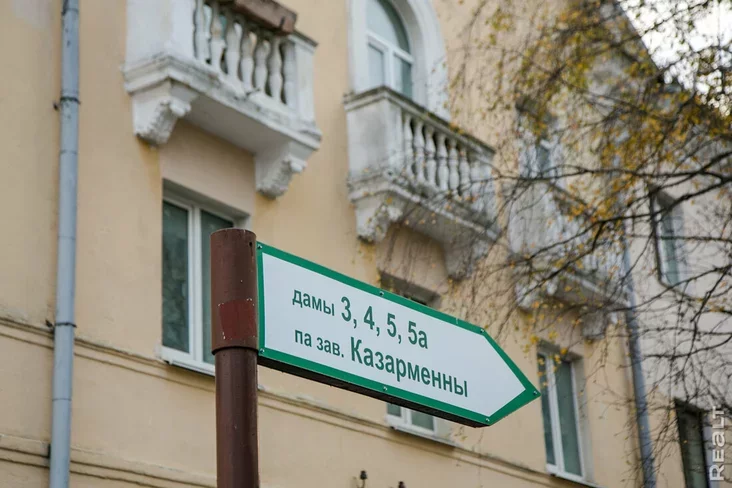 дамы 3, 4, 5, 5а
па зав. Казарменны
Realt